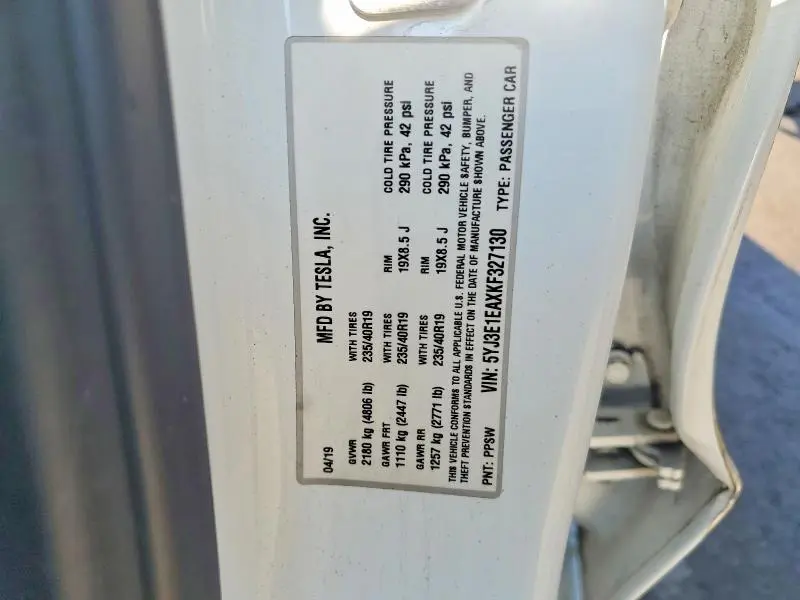 04/19 MFD BY TESLA, INC.
GVWR WITH TIRES
2180 kg (4806 lb) 235/40R19
GAWR FRT WITH TIRES RIM COLD TIRE PRESSURE
1110 kg (2447 lb) 235/40R19 19X8.5 J 290 kPa, 42 psi
GAWR RR WITH TIRES RIM COLD TIRE PRESSURE
1257 kg (2771 lb) 235/40R19 19X8.5 J 290 kPa, 42 psi
THIS VEHICLE CONFORMS TO ALL APPLICABLE U.S. FEDERAL MOTOR VEHICLE SAFETY, BUMPER, AND
THEFT PREVENTION STANDARDS IN EFFECT ON THE DATE OF MANUFACTURE SHOWN ABOVE.
PNT: PPSW VIN: 5YJ3E1EAXKF327130 TYPE: PASSENGER CAR